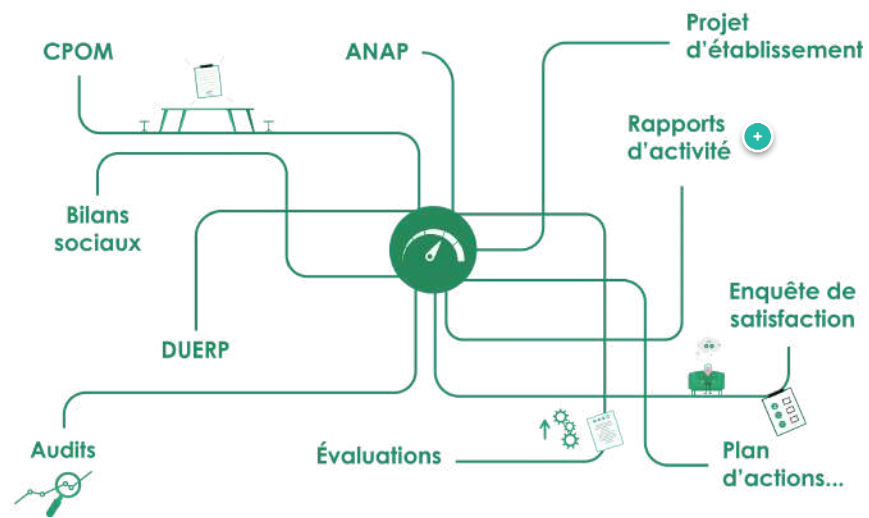 CPOM
ANAP
Projet
d'établissement
Rapports
d'activité
+
Bilans
sociaux
Enquête de
satisfaction
DUERP
Audits
Évaluations
Plan
d'actions...